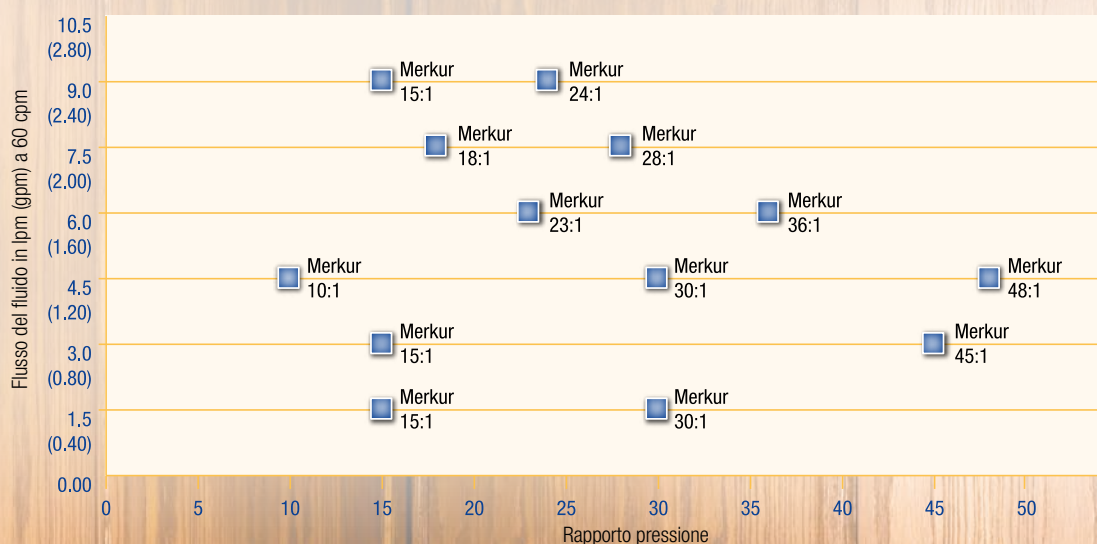 Flusso del fluido in lpm (gpm) a 60 cpm
10.5
(2.80)
9.0
(2.40)
7.5
(2.00)
6.0
(1.60)
4.5
(1.20)
3.0
(0.80)
1.5
(0.40)
0.00
Merkur
15:1
Merkur
24:1
Merkur
18:1
Merkur
28:1
Merkur
23:1
Merkur
36:1
Merkur
10:1
Merkur
30:1
Merkur
48:1
Merkur
15:1
Merkur
45:1
Merkur
15:1
Merkur
30:1
0 5 10 15 20 25 30 35 40 45 50
Rapporto pressione